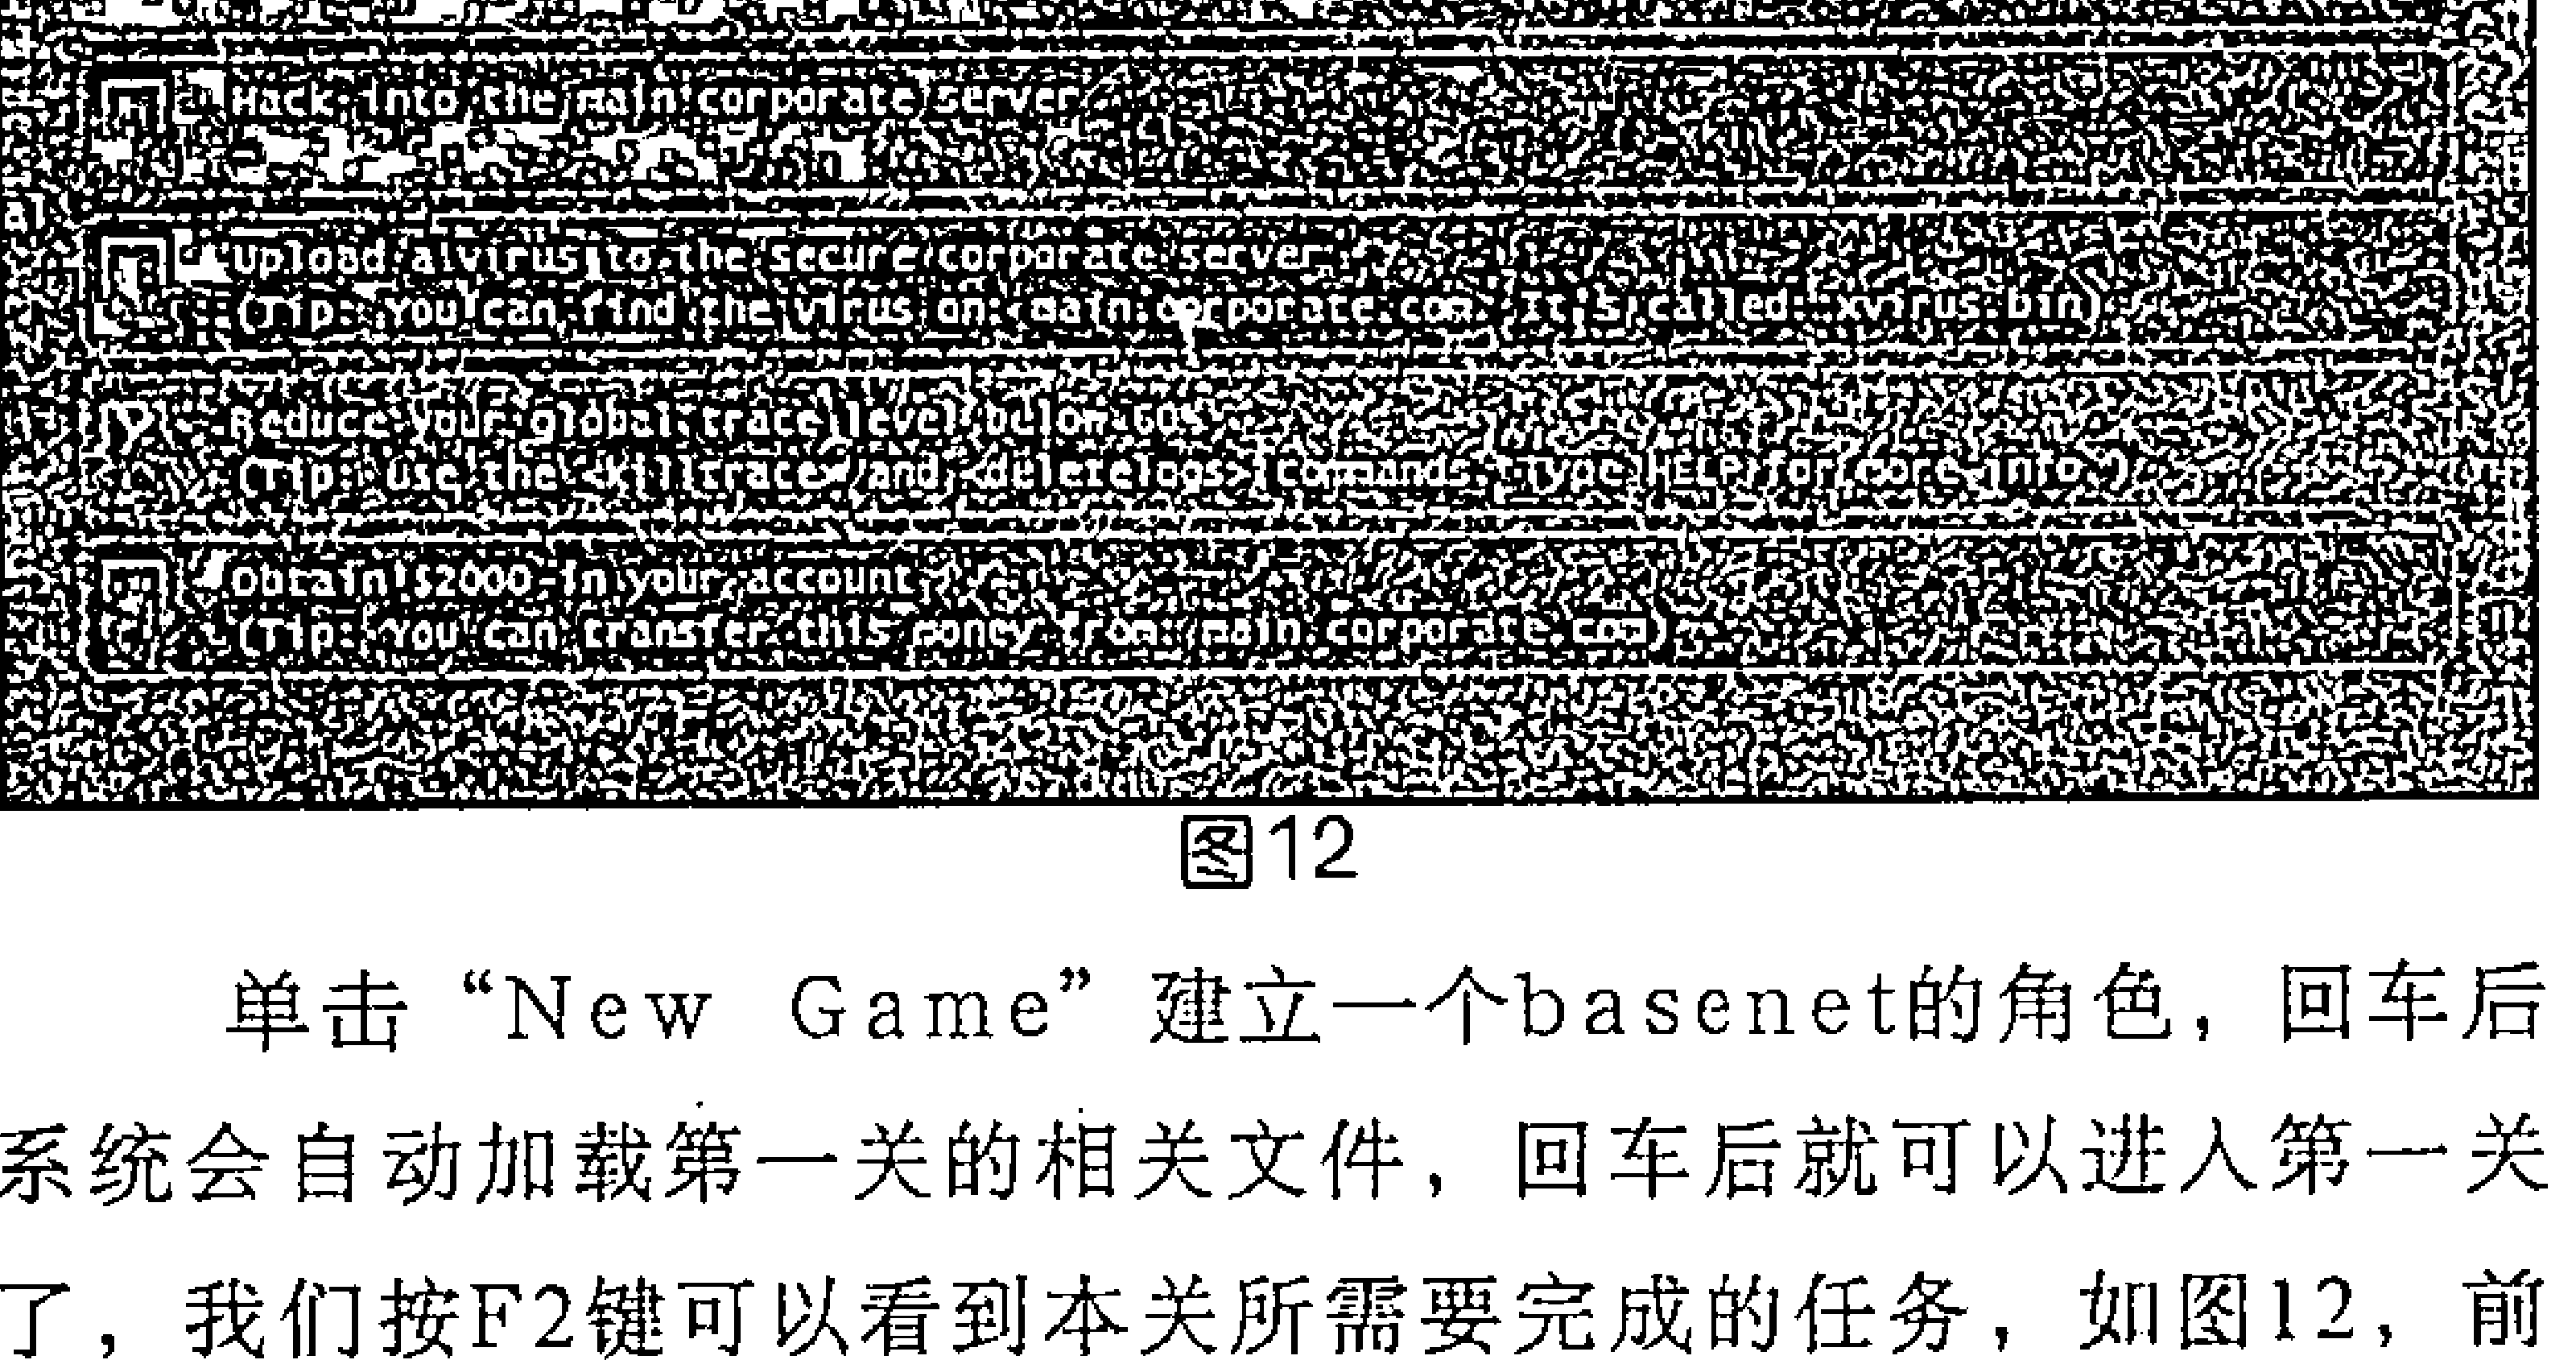 Hack into the main corporate server
Upload a virus to the secure corporate server
(Tip: You can find the virus on main.corporate.com. It's called xvirus.bin)
Reduce your global trace level below 60%
(Tip: use the <killtrace> and <deletelogs> commands. Type HELP for more info.)
Obtain $2000 in your account
(Tip: You can transfer this money from main.corporate.com)
图12
单击“New Game”建立一个basenet的角色，回车后
系统会自动加载第一关的相关文件，回车后就可以进入第一关
了，我们按F2键可以看到本关所需要完成的任务，如图12，前